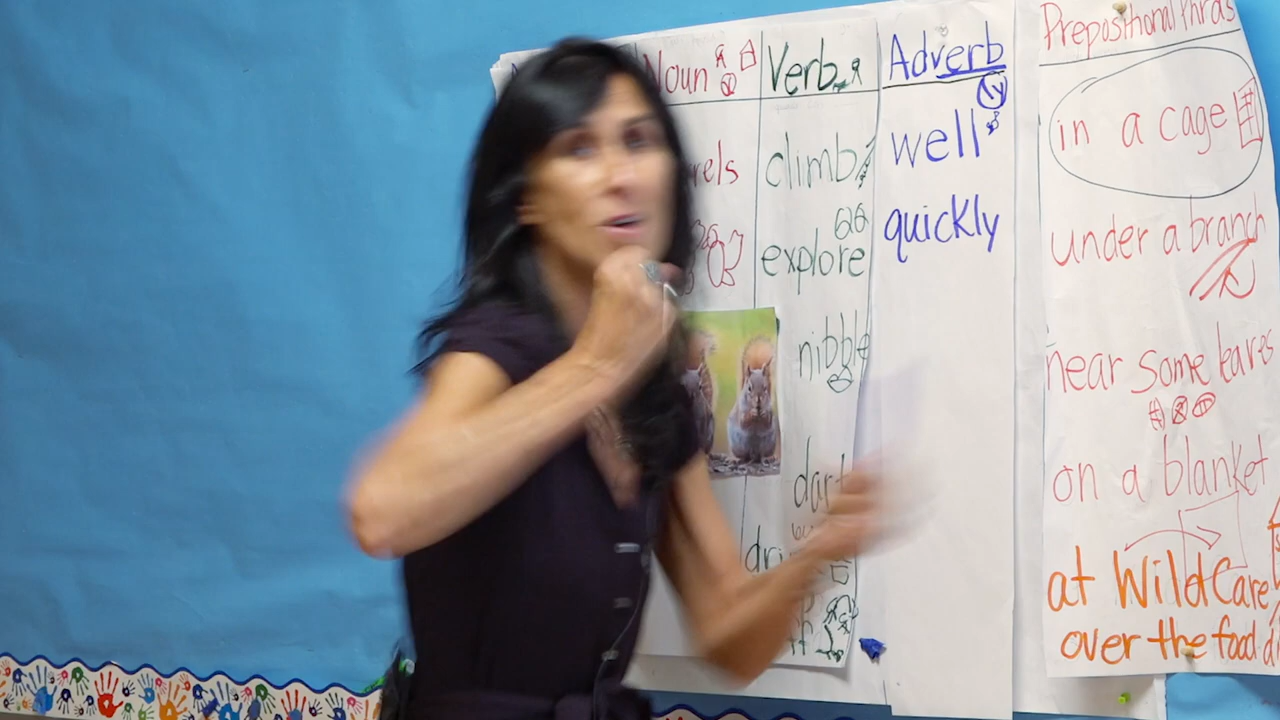 Noun
Verb
Adverb
Prepositional Phras
in a cage
well
climb
rels
quickly
under a branch
explore
nibble
near some leaves
dart
on a blanket
at WildCare
over the food di